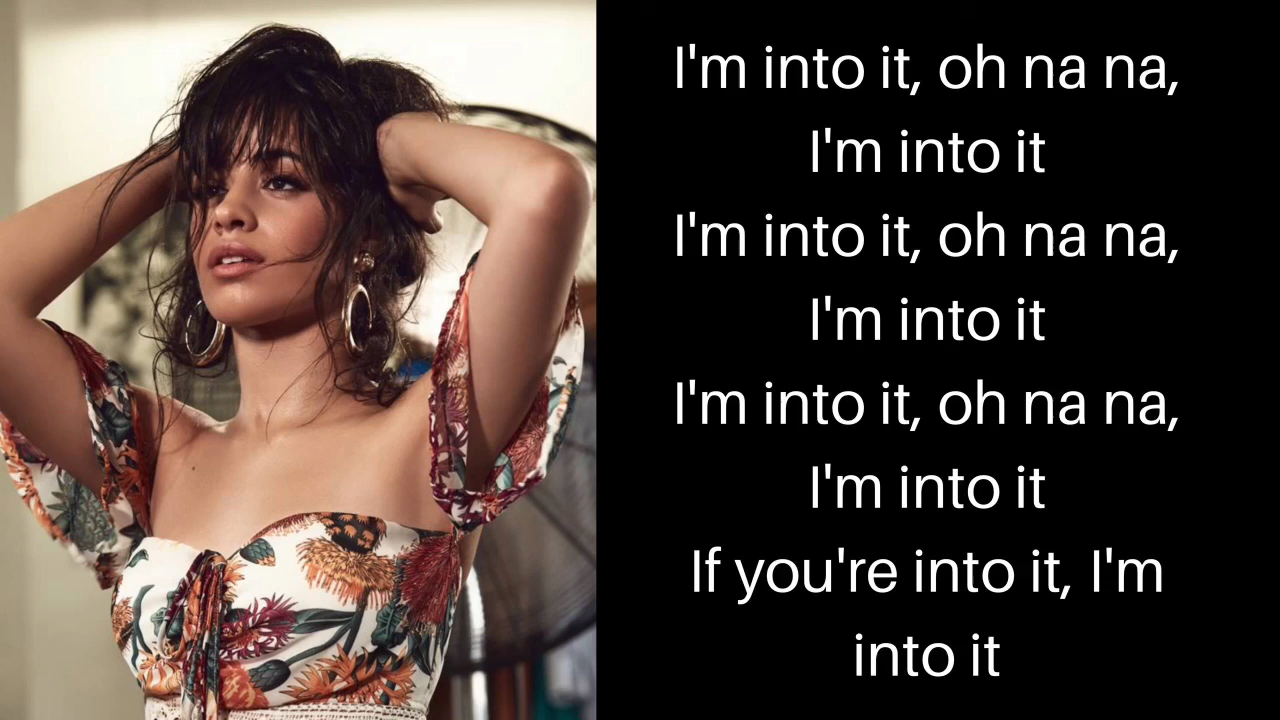 I'm into it, oh na na,
I'm into it
I'm into it, oh na na,
I'm into it
I'm into it, oh na na,
I'm into it
If you're into it, I'm
into it